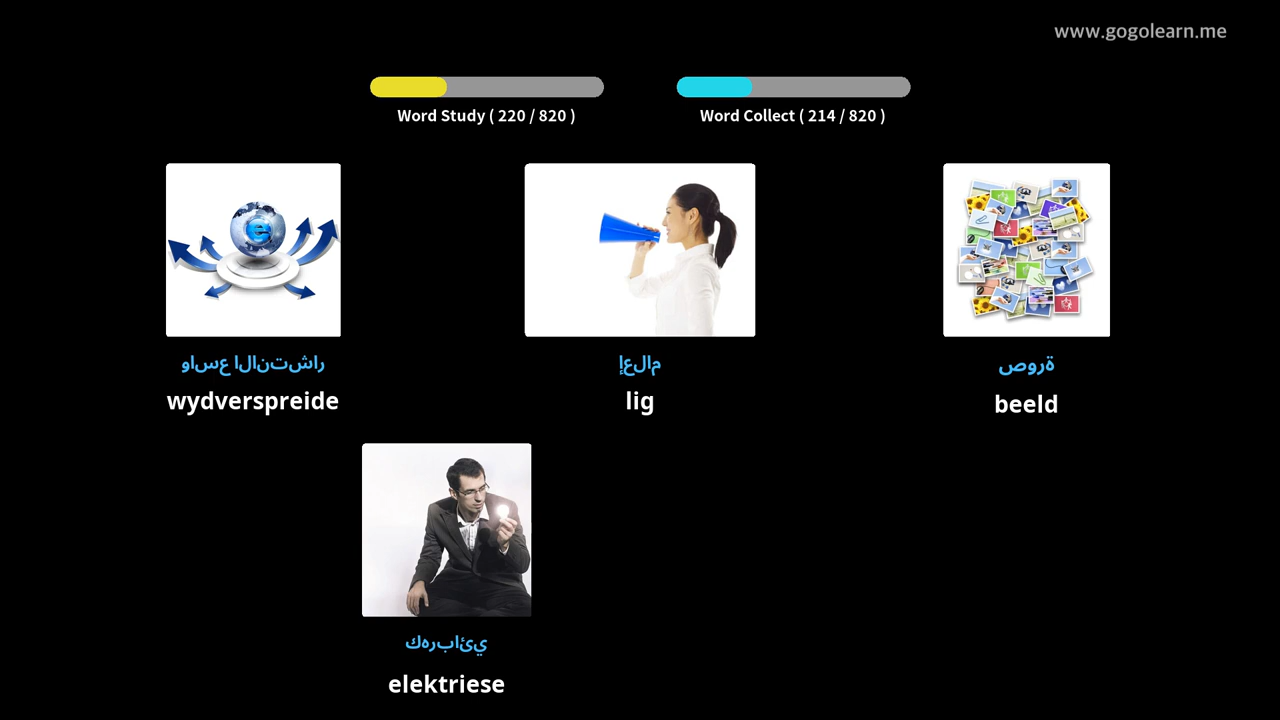 www.gogolearn.me
Word Study ( 220 / 820 )
Word Collect ( 214 / 820 )
واسع الانتشار
wydverspreide
إعلام
lig
صورة
beeld
كهربائي
elektriese